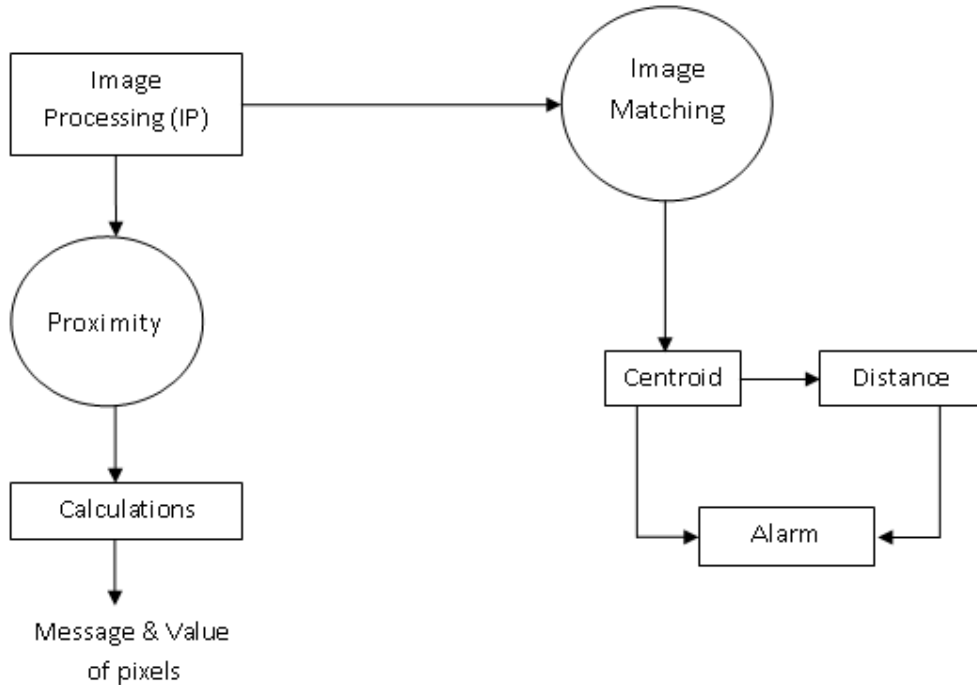 Image
Processing (IP)
Image
Matching
Proximity
Centroid
Distance
Calculations
Alarm
Message & Value
of pixels